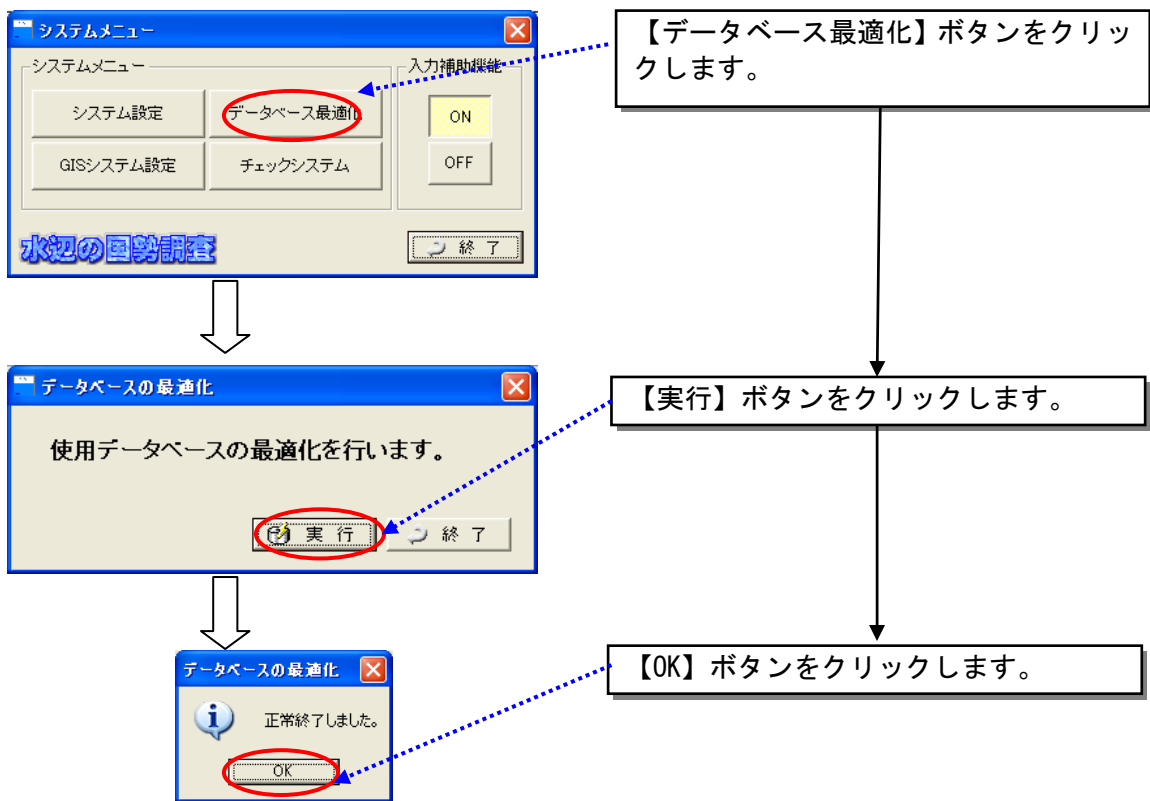 システムメニュー
システムメニュー
入力補助機能
システム設定
データベース最適化
ON
GISシステム設定
チェックシステム
OFF
水辺の国勢調査
終 了
【データベース最適化】ボタンをクリッ
クします。
データベースの最適化
使用データベースの最適化を行います。
実 行
終 了
【実行】ボタンをクリックします。
データベースの最適化
正常終了しました。
OK
【OK】ボタンをクリックします。